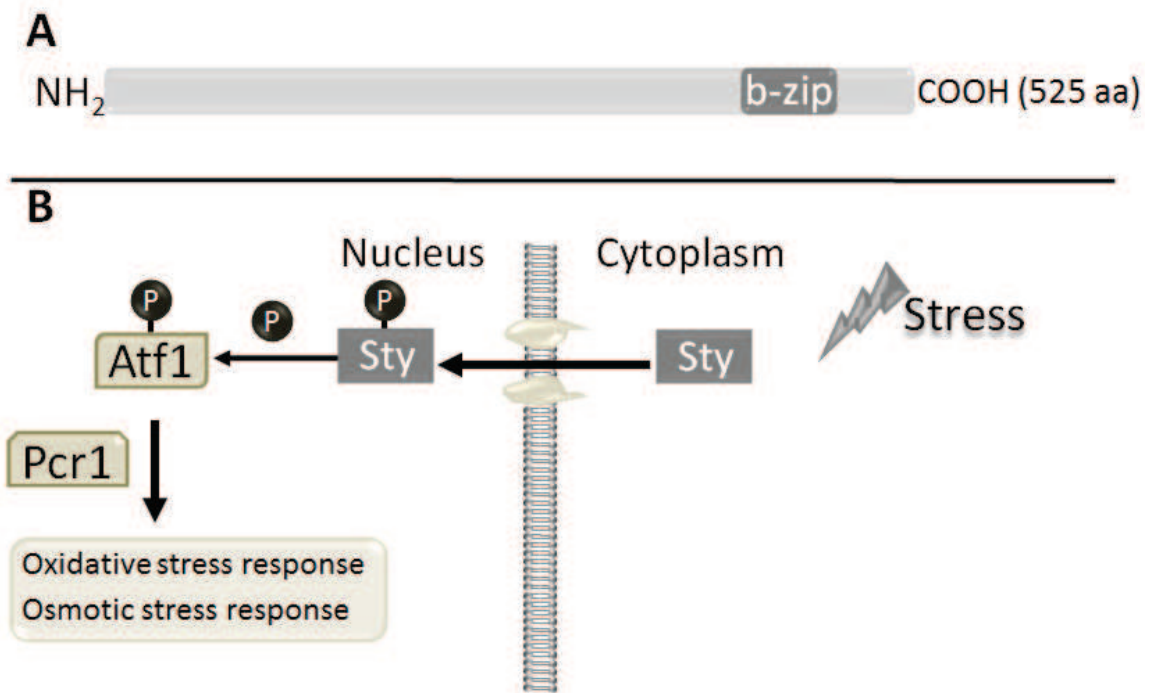 A
NH2
b-zip
COOH (525 aa)
B
Nucleus
Cytoplasm
Stress
P
P
P
Atf1
Sty
Sty
Pcr1
Oxidative stress response
Osmotic stress response